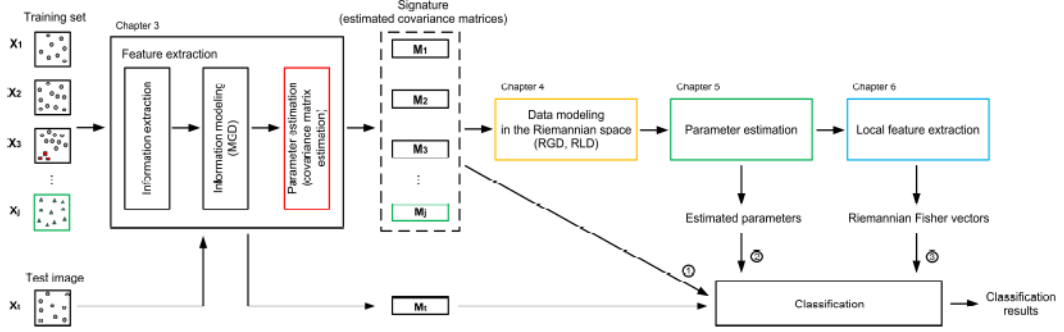 Training set
X1
X2
X3
...
Xj
Test image
Xt
Chapter 3
Feature extraction
Information extraction
Information modeling
(MCD)
Parameter estimation
(covariance matrix
estimation)
Signature
(estimated covariance matrices)
M1
M2
M3
...
Mj
Mt
Chapter 4
Data modeling
in the Riemannian space
(RGD, RLD)
Chapter 5
Parameter estimation
Chapter 6
Local feature extraction
Estimated parameters
Riemannian Fisher vectors
1
2
3
Classification
Classification
results